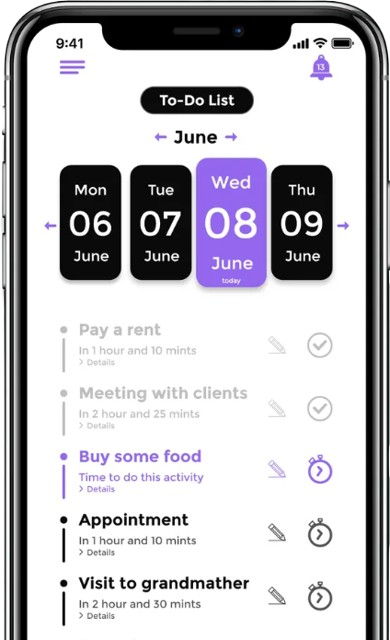 9:41
13
To-Do List
← June →
Mon Tue Wed Thu
06 07 08 09
June June June June
today
Pay a rent
In 1 hour and 10 mints
> Details
Meeting with clients
In 2 hour and 25 mints
> Details
Buy some food
Time to do this activity
> Details
Appointment
In 1 hour and 10 mints
> Details
Visit to grandmather
In 2 hour and 30 mints
> Details